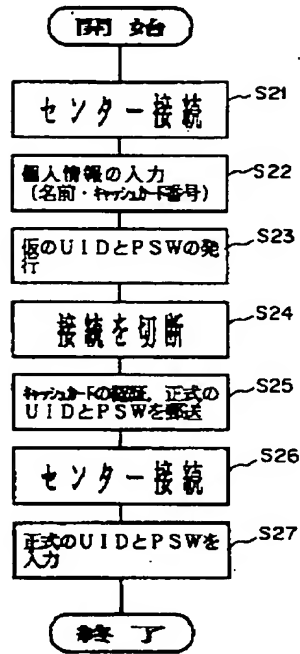 開 始
センター接続
S21
個人情報の入力
(名前・キャッシュカード番号)
S22
仮のUIDとPSWの発
行
S23
接続を切断
S24
キャッシュカードの認証、正式の
UIDとPSWを郵送
S25
センター接続
S26
正式のUIDとPSWを
入力
S27
終 了